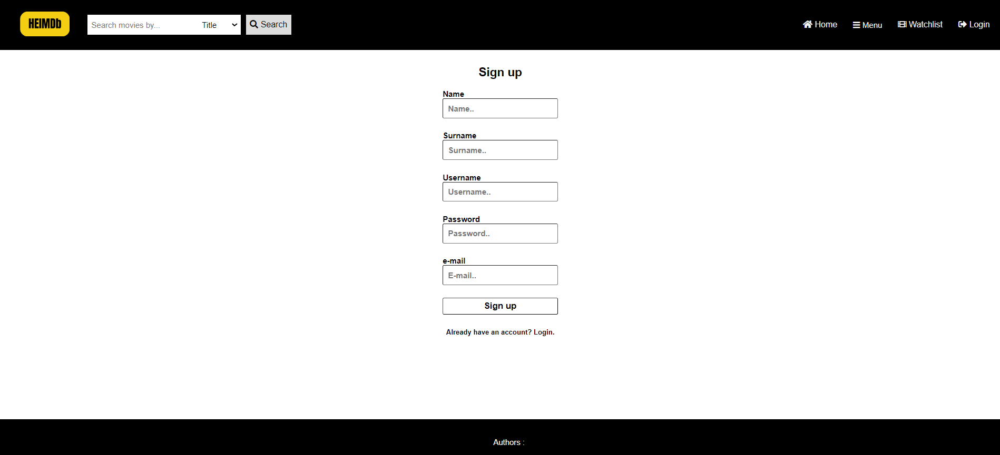 HEIMDb
Search movies by... Title Search Home Menu Watchlist Login
Sign up
Name
Name..
Surname
Surname..
Username
Username..
Password
Password..
e-mail
E-mail..
Sign up
Already have an account? Login.
Authors :